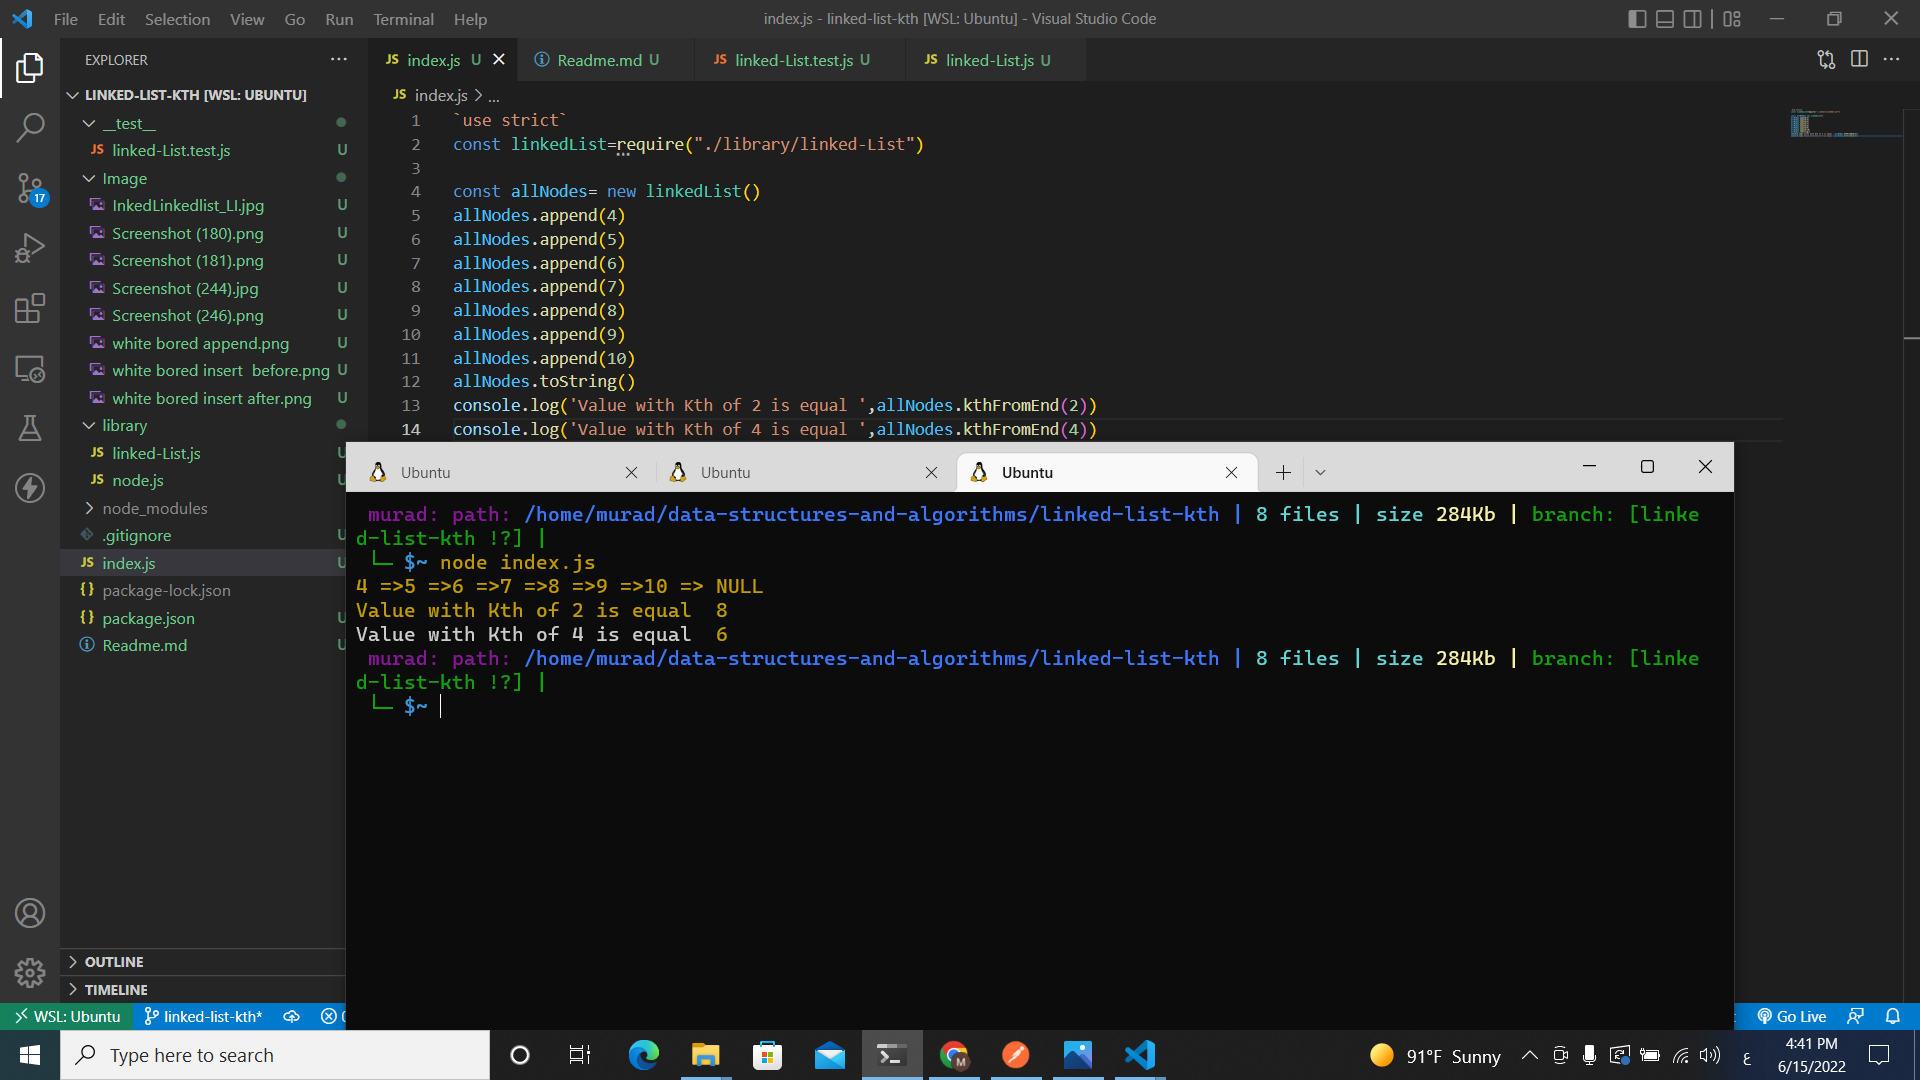 File Edit Selection View Go Run Terminal Help
index.js - linked-list-kth [WSL: Ubuntu] - Visual Studio Code
EXPLORER
LINKED-LIST-KTH [WSL: UBUNTU]
__test__
JS linked-List.test.js U
Image
InkedLinkedlist_LI.jpg U
Screenshot (180).png U
Screenshot (181).png U
Screenshot (244).jpg U
Screenshot (246).png U
white bored append.png U
white bored insert  before.png U
white bored insert after.png U
library
JS linked-List.js U
JS node.js U
node_modules
.gitignore U
JS index.js U
{} package-lock.json
{} package.json U
Readme.md U
OUTLINE
TIMELINE
17
JS index.js U
Readme.md U
JS linked-List.test.js U
JS linked-List.js U
JS index.js > ...
1 `use strict`
2 const linkedList=require("./library/linked-List")
3
4 const allNodes= new linkedList()
5 allNodes.append(4)
6 allNodes.append(5)
7 allNodes.append(6)
8 allNodes.append(7)
9 allNodes.append(8)
10 allNodes.append(9)
11 allNodes.append(10)
12 allNodes.toString()
13 console.log('Value with Kth of 2 is equal ',allNodes.kthFromEnd(2))
14 console.log('Value with Kth of 4 is equal ',allNodes.kthFromEnd(4))
Ubuntu
Ubuntu
Ubuntu
murad: path: /home/murad/data-structures-and-algorithms/linked-list-kth | 8 files | size 284Kb | branch: [linke
d-list-kth !?] |
└─ $~ node index.js
4 =>5 =>6 =>7 =>8 =>9 =>10 => NULL
Value with Kth of 2 is equal  8
Value with Kth of 4 is equal  6
murad: path: /home/murad/data-structures-and-algorithms/linked-list-kth | 8 files | size 284Kb | branch: [linke
d-list-kth !?] |
└─ $~
WSL: Ubuntu
linked-list-kth*
Go Live
Type here to search
M
91°F Sunny
ع
4:41 PM
6/15/2022